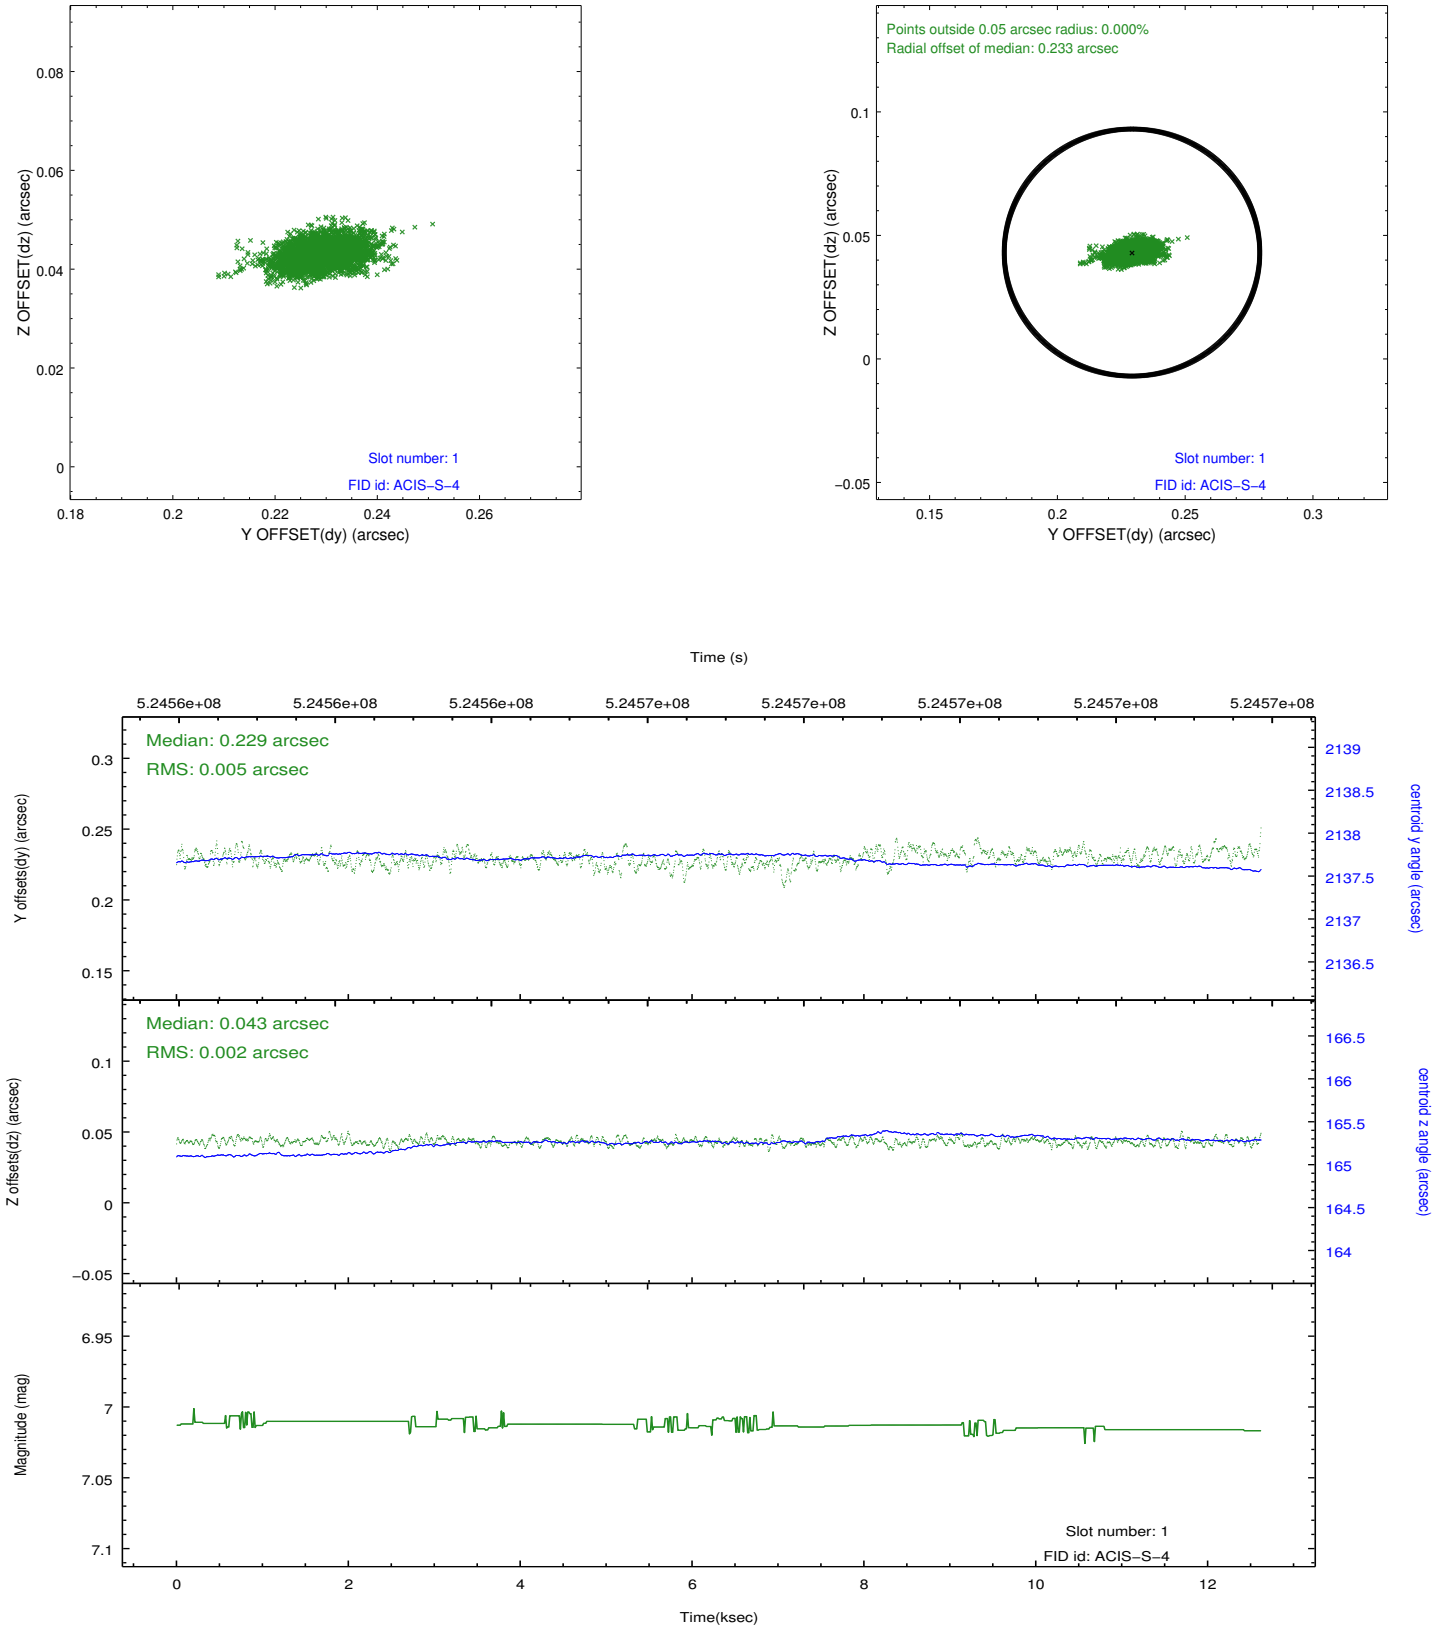 0.08
0.06
0.04
0.02
0
Z OFFSET(dz) (arcsec)
Slot number: 1
FID id: ACIS−S−4
0.18
0.2
0.22
0.24
0.26
Y OFFSET(dy) (arcsec)
Points outside 0.05 arcsec radius: 0.000%
Radial offset of median: 0.233 arcsec
0.1
0.05
0
−0.05
Z OFFSET(dz) (arcsec)
Slot number: 1
FID id: ACIS−S−4
0.15
0.2
0.25
0.3
Y OFFSET(dy) (arcsec)
Time (s)
5.2456e+08
5.2456e+08
5.2456e+08
5.2457e+08
5.2457e+08
5.2457e+08
5.2457e+08
5.2457e+08
Median: 0.229 arcsec
RMS: 0.005 arcsec
0.3
0.25
0.2
0.15
Y offsets(dy) (arcsec)
2139
2138.5
2138
2137.5
2137
2136.5
centroid y angle (arcsec)
Median: 0.043 arcsec
RMS: 0.002 arcsec
0.1
0.05
0
−0.05
Z offsets(dz) (arcsec)
166.5
166
165.5
165
164.5
164
centroid z angle (arcsec)
6.95
7
7.05
7.1
Magnitude (mag)
Slot number: 1
FID id: ACIS−S−4
0
2
4
6
8
10
12
Time(ksec)